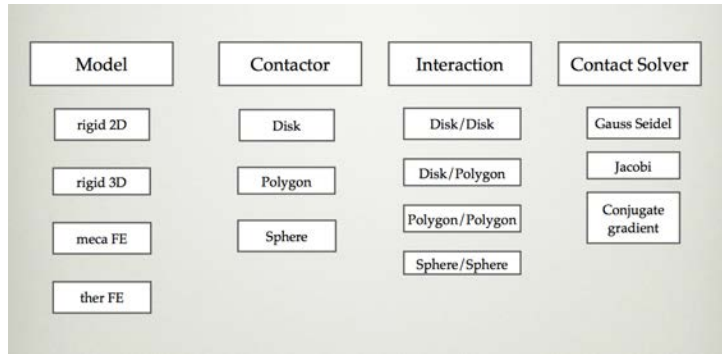 Model
Contactor
Interaction
Contact Solver
rigid 2D
Disk
Disk/Disk
Gauss Seidel
rigid 3D
Polygon
Disk/Polygon
Jacobi
meca FE
Sphere
Polygon/Polygon
Conjugate
gradient
ther FE
Sphere/Sphere